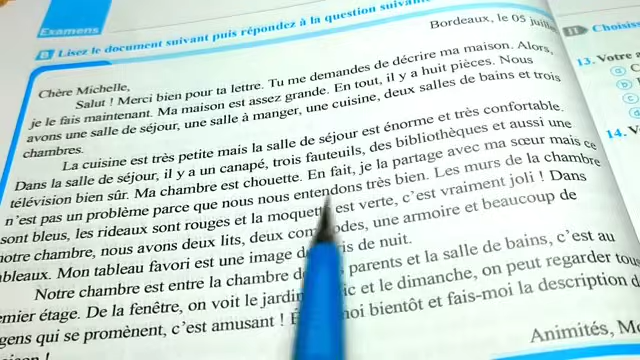 Examens
B Lisez le document suivant puis répondez à la question suivante
Bordeaux, le 05 juille
Chère Michelle,
Salut ! Merci bien pour ta lettre. Tu me demandes de décrire ma maison. Alors,
je le fais maintenant. Ma maison est assez grande. En tout, il y a huit pièces. Nous
avons une salle de séjour, une salle à manger, une cuisine, deux salles de bains et trois
chambres.
La cuisine est très petite mais la salle de séjour est énorme et très confortable.
Dans la salle de séjour, il y a un canapé, trois fauteuils, des bibliothèques et aussi une
télévision bien sûr. Ma chambre est chouette. En fait, je la partage avec ma sœur mais ce
n'est pas un problème parce que nous nous entendons très bien. Les murs de la chambre
sont bleus, les rideaux sont rouges et la moquette est verte, c'est vraiment joli ! Dans
notre chambre, nous avons deux lits, deux une armoire et beaucoup de
bleaux. Mon tableau favori est une image de nuit.
Notre chambre est entre la chambre parents et la salle de bains, c'est au
emier étage. De la fenêtre, on voit le jardin et le dimanche, on peut regarder tous
gens qui se promènent, c'est amusant ! moi bientôt et fais-moi la description d
aison !
Animités, Mo
II Choisis
13. Votre
a C
b
c
d
14.